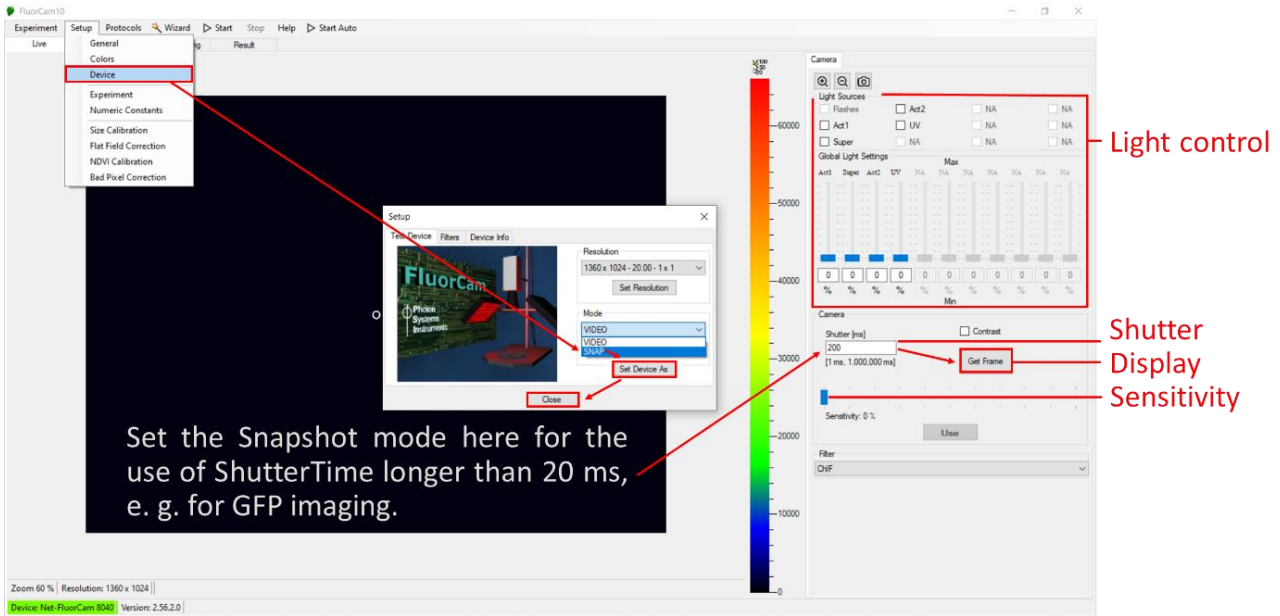 FluorCam10
Experiment Setup Protocols Wizard Start Stop Help Start Auto
Live Result
General
Colors
Device
Experiment
Numeric Constants
Size Calibration
Flat Field Correction
NDVI Calibration
Bad Pixel Correction
60000
50000
40000
30000
20000
10000
0
Setup
Test Device Filters Device Info
FluorCam
Photon
Systems
Instruments
Resolution
1360 x 1024 - 20.00 - 1 x 1
Set Resolution
Mode
VIDEO
VIDEO
SNAP
Set Device As
Close
Set the Snapshot mode here for the
use of ShutterTime longer than 20 ms,
e. g. for GFP imaging.
Camera
Light Sources
Flashes Act2 NA NA
Act1 UV NA NA
Super NA NA NA
Global Light Settings
Max
Act1 Super Act2 UV NA NA NA NA NA NA NA
0 0 0 0 0 0 0 0 0 0 0
% % % % % % % % % % %
Min
Camera
Shutter [ms]
Contrast
200
Get Frame
[1 ms, 1,000,000 ms]
Sensitivity: 0 %
Use
Filter
ChlF
Light control
Shutter
Display
Sensitivity
Zoom 60 % Resolution: 1360 x 1024
Device: Net-FluorCam 8040 Version: 2.56.2.0